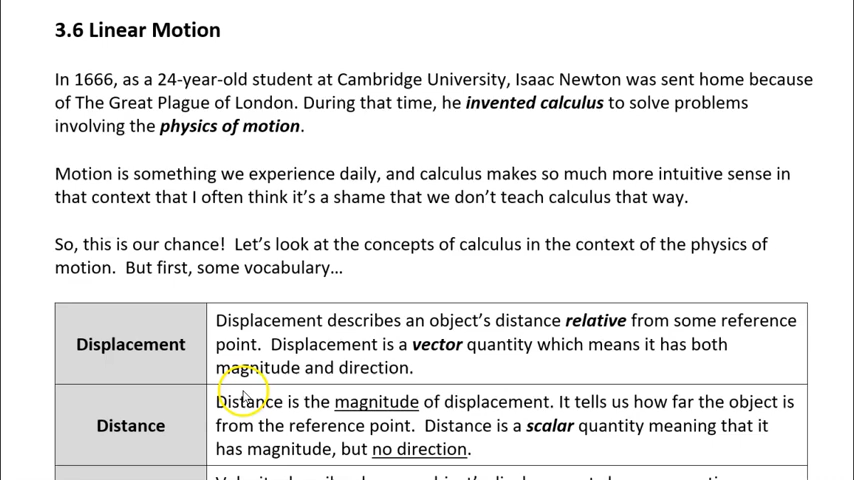 3.6 Linear Motion
In 1666, as a 24-year-old student at Cambridge University, Isaac Newton was sent home because
of The Great Plague of London. During that time, he invented calculus to solve problems
involving the physics of motion.
Motion is something we experience daily, and calculus makes so much more intuitive sense in
that context that I often think it's a shame that we don't teach calculus that way.
So, this is our chance! Let's look at the concepts of calculus in the context of the physics of
motion. But first, some vocabulary…
Displacement
Displacement describes an object's distance relative from some reference
point. Displacement is a vector quantity which means it has both
magnitude and direction.
Distance
Distance is the magnitude of displacement. It tells us how far the object is
from the reference point. Distance is a scalar quantity meaning that it
has magnitude, but no direction.